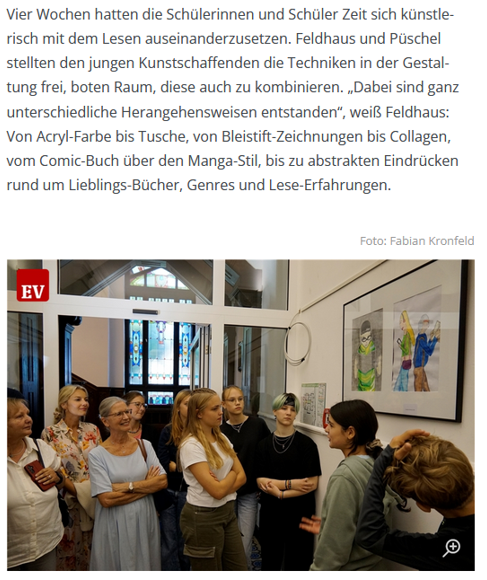 Vier Wochen hatten die Schülerinnen und Schüler Zeit sich künstle-
risch mit dem Lesen auseinanderzusetzen. Feldhaus und Püschel
stellten den jungen Kunstschaffenden die Techniken in der Gestal-
tung frei, boten Raum, diese auch zu kombinieren. „Dabei sind ganz
unterschiedliche Herangehensweisen entstanden“, weiß Feldhaus:
Von Acryl-Farbe bis Tusche, von Bleistift-Zeichnungen bis Collagen,
vom Comic-Buch über den Manga-Stil, bis zu abstrakten Eindrücken
rund um Lieblings-Bücher, Genres und Lese-Erfahrungen.
Foto: Fabian Kronfeld
EV